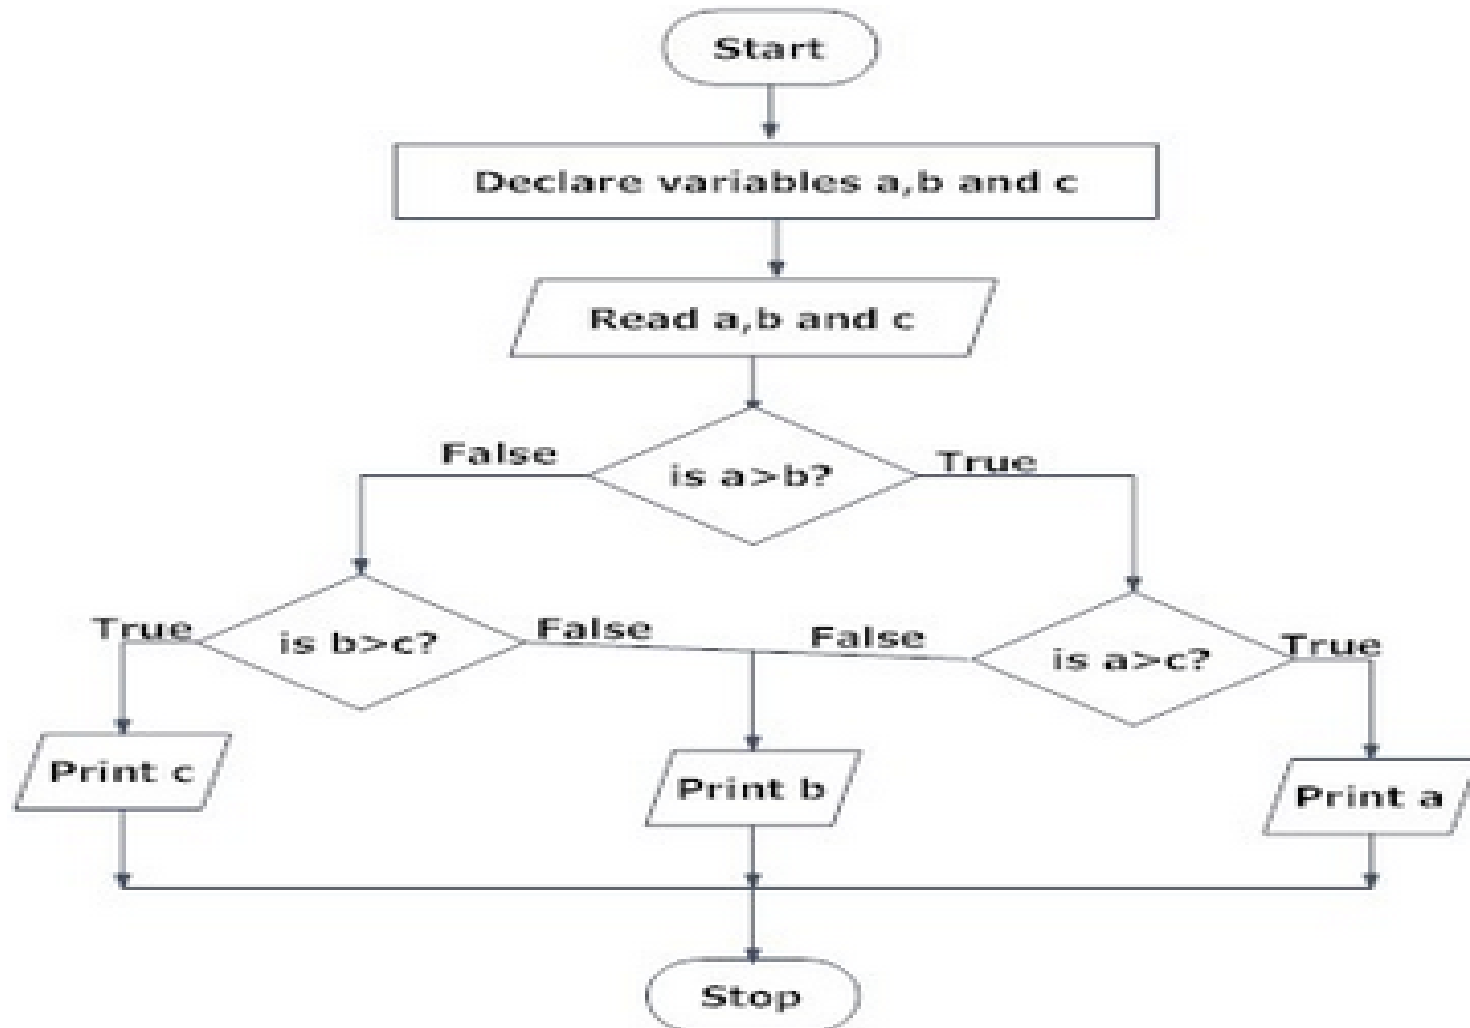 Start
Declare variables a,b and c
Read a,b and c
False
is a>b?
True
True
is b>c?
False
False
is a>c?
True
Print c
Print b
Print a
Stop